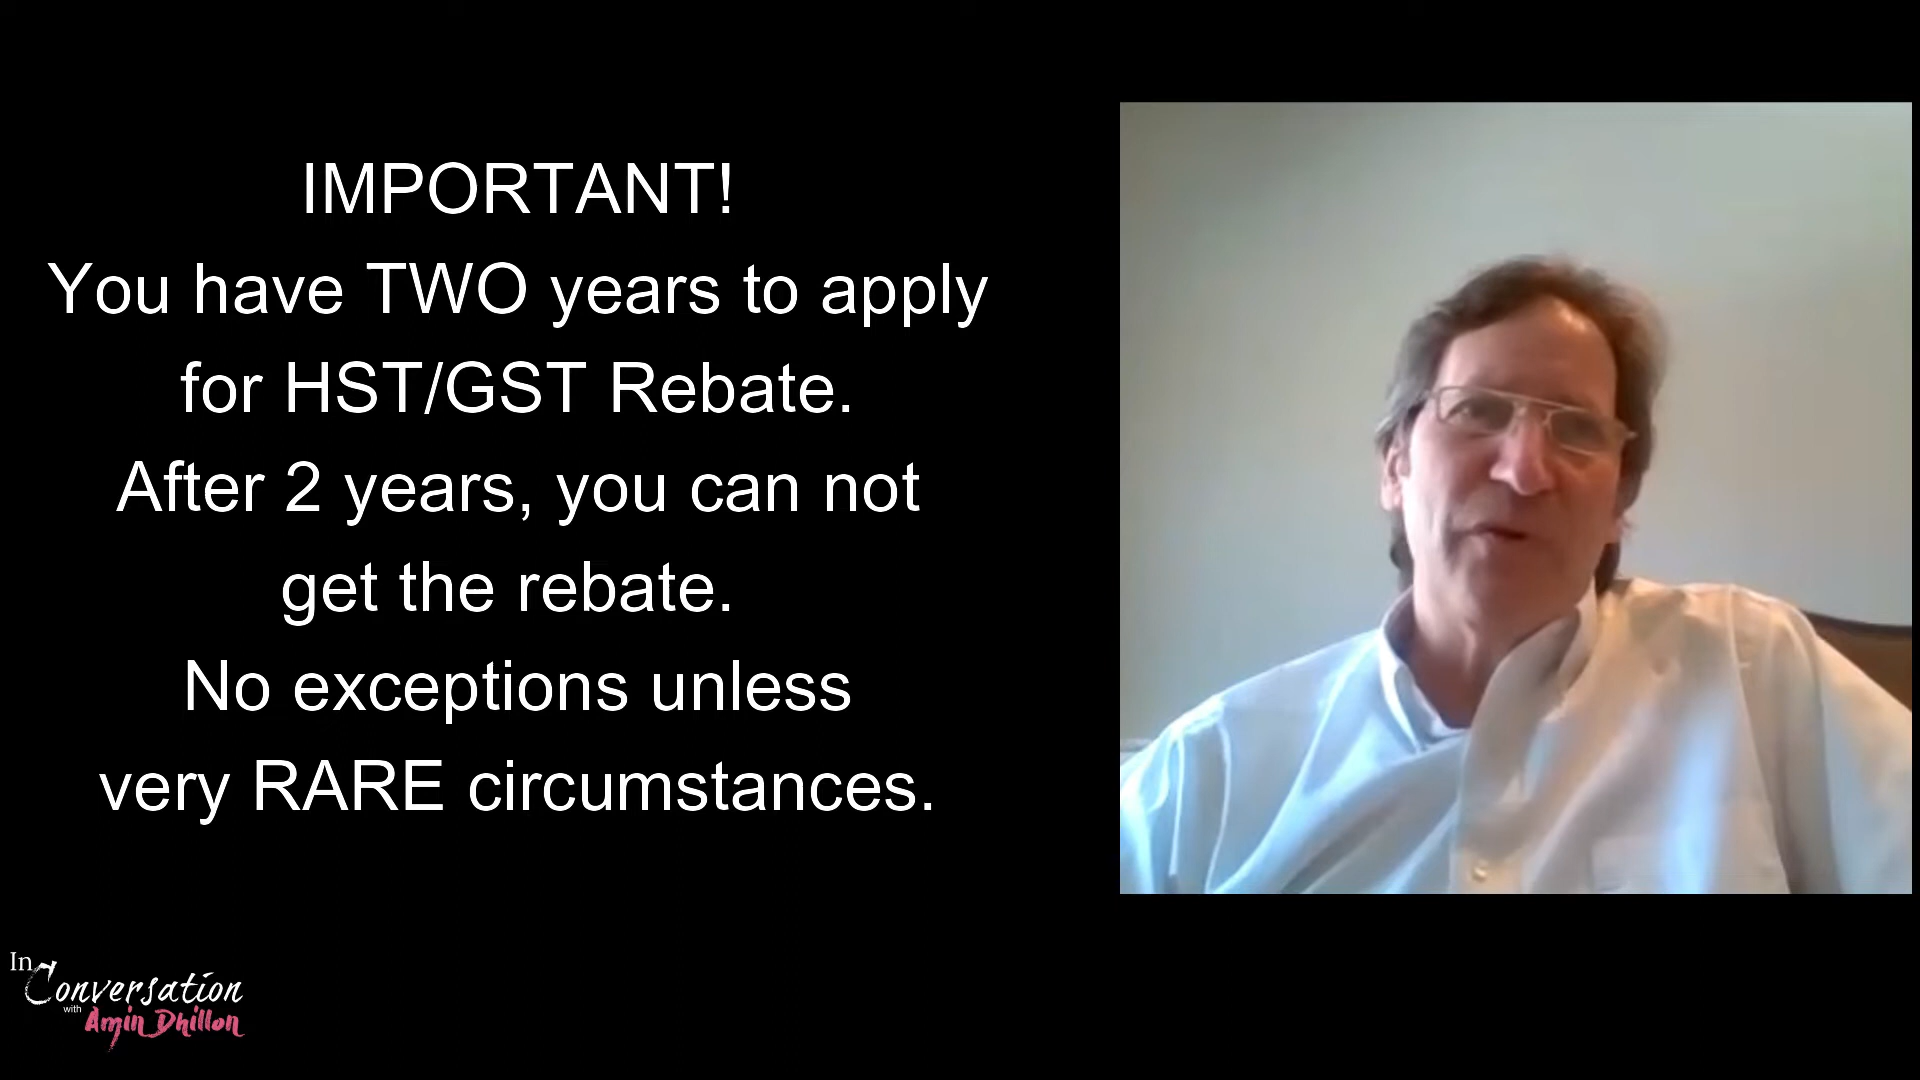 IMPORTANT!
You have TWO years to apply
for HST/GST Rebate.
After 2 years, you can not
get the rebate.
No exceptions unless
very RARE circumstances.
In
Conversation
with
Amin Dhillon